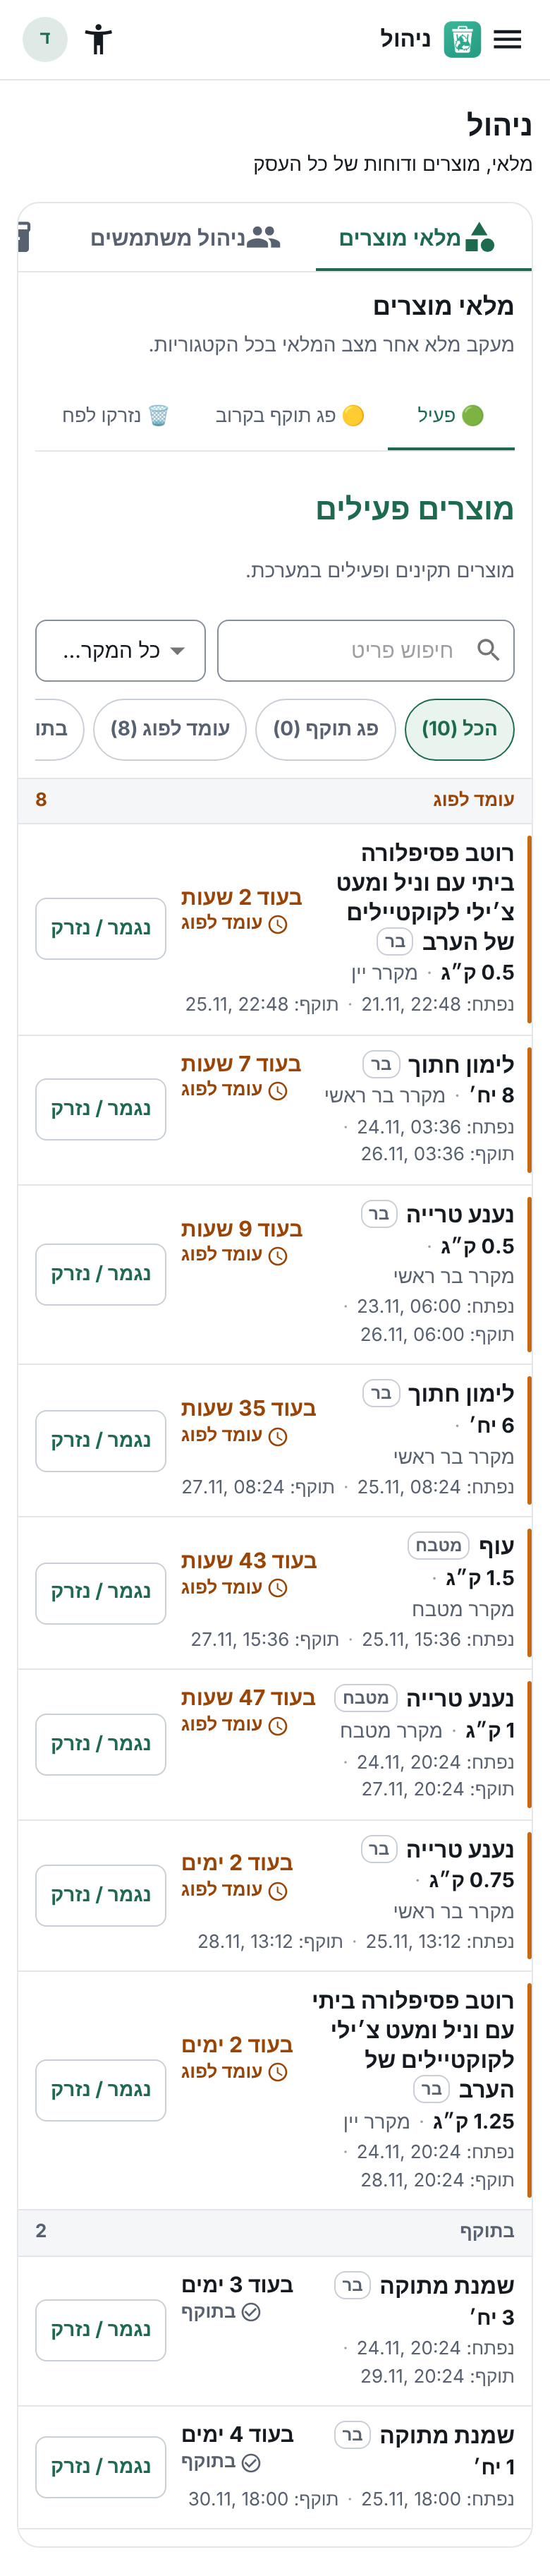 ניהול
ד
ניהול
מלאי, מוצרים ודוחות של כל העסק
מלאי מוצרים
ניהול משתמשים
מלאי מוצרים
מעקב מלא אחר מצב המלאי בכל הקטגוריות.
🟢 פעיל
🟡 פג תוקף בקרוב
🗑️ נזרקו לפח
מוצרים פעילים
מוצרים תקינים ופעילים במערכת.
חיפוש פריט
כל המקר...
הכל (10)
פג תוקף (0)
עומד לפוג (8)
בתו
עומד לפוג 8
רוטב פסיפלורה
ביתי עם וניל ומעט
צ׳ילי לקוקטיילים
של הערב בר
0.5 ק״ג · מקרר יין
נפתח: 21.11, 22:48 · תוקף: 25.11, 22:48
בעוד 2 שעות
עומד לפוג
נגמר / נזרק
לימון חתוך בר
8 יח׳ · מקרר בר ראשי
נפתח: 24.11, 03:36 ·
תוקף: 26.11, 03:36
בעוד 7 שעות
עומד לפוג
נגמר / נזרק
נענע טרייה בר
0.5 ק״ג ·
מקרר בר ראשי
נפתח: 23.11, 06:00 ·
תוקף: 26.11, 06:00
בעוד 9 שעות
עומד לפוג
נגמר / נזרק
לימון חתוך בר
6 יח׳ ·
מקרר בר ראשי
נפתח: 25.11, 08:24 · תוקף: 27.11, 08:24
בעוד 35 שעות
עומד לפוג
נגמר / נזרק
עוף מטבח
1.5 ק״ג ·
מקרר מטבח
נפתח: 25.11, 15:36 · תוקף: 27.11, 15:36
בעוד 43 שעות
עומד לפוג
נגמר / נזרק
נענע טרייה מטבח
1 ק״ג · מקרר מטבח
נפתח: 24.11, 20:24 ·
תוקף: 27.11, 20:24
בעוד 47 שעות
עומד לפוג
נגמר / נזרק
נענע טרייה בר
0.75 ק״ג ·
מקרר בר ראשי
נפתח: 25.11, 13:12 · תוקף: 28.11, 13:12
בעוד 2 ימים
עומד לפוג
נגמר / נזרק
רוטב פסיפלורה ביתי
עם וניל ומעט צ׳ילי
לקוקטיילים של
הערב בר
1.25 ק״ג · מקרר יין
נפתח: 24.11, 20:24 ·
תוקף: 28.11, 20:24
בעוד 2 ימים
עומד לפוג
נגמר / נזרק
בתוקף 2
שמנת מתוקה בר
3 יח׳
נפתח: 24.11, 20:24 ·
תוקף: 29.11, 20:24
בעוד 3 ימים
בתוקף
נגמר / נזרק
שמנת מתוקה בר
1 יח׳
נפתח: 25.11, 18:00 · תוקף: 30.11, 18:00
בעוד 4 ימים
בתוקף
נגמר / נזרק